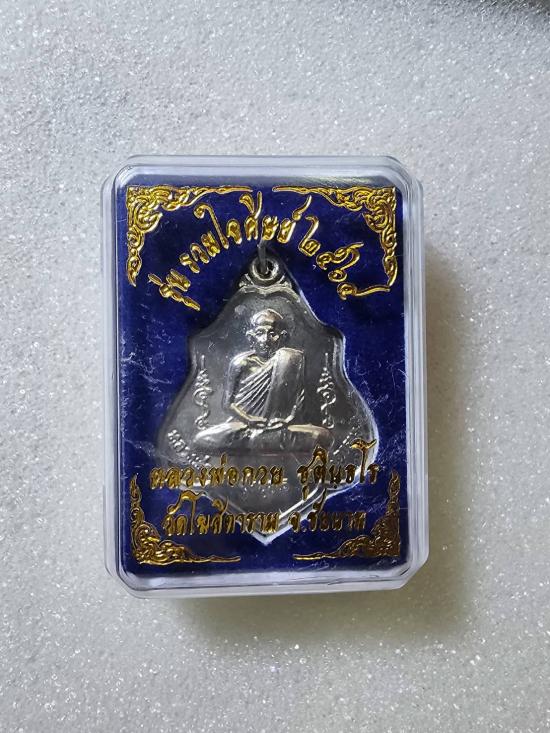 รุ่น รวมใจศิษย์ ๒๕๖๔
หลวงพ่อกวย ชุตินฺธโร
วัดโฆสิตาราม จ.ชัยนาท